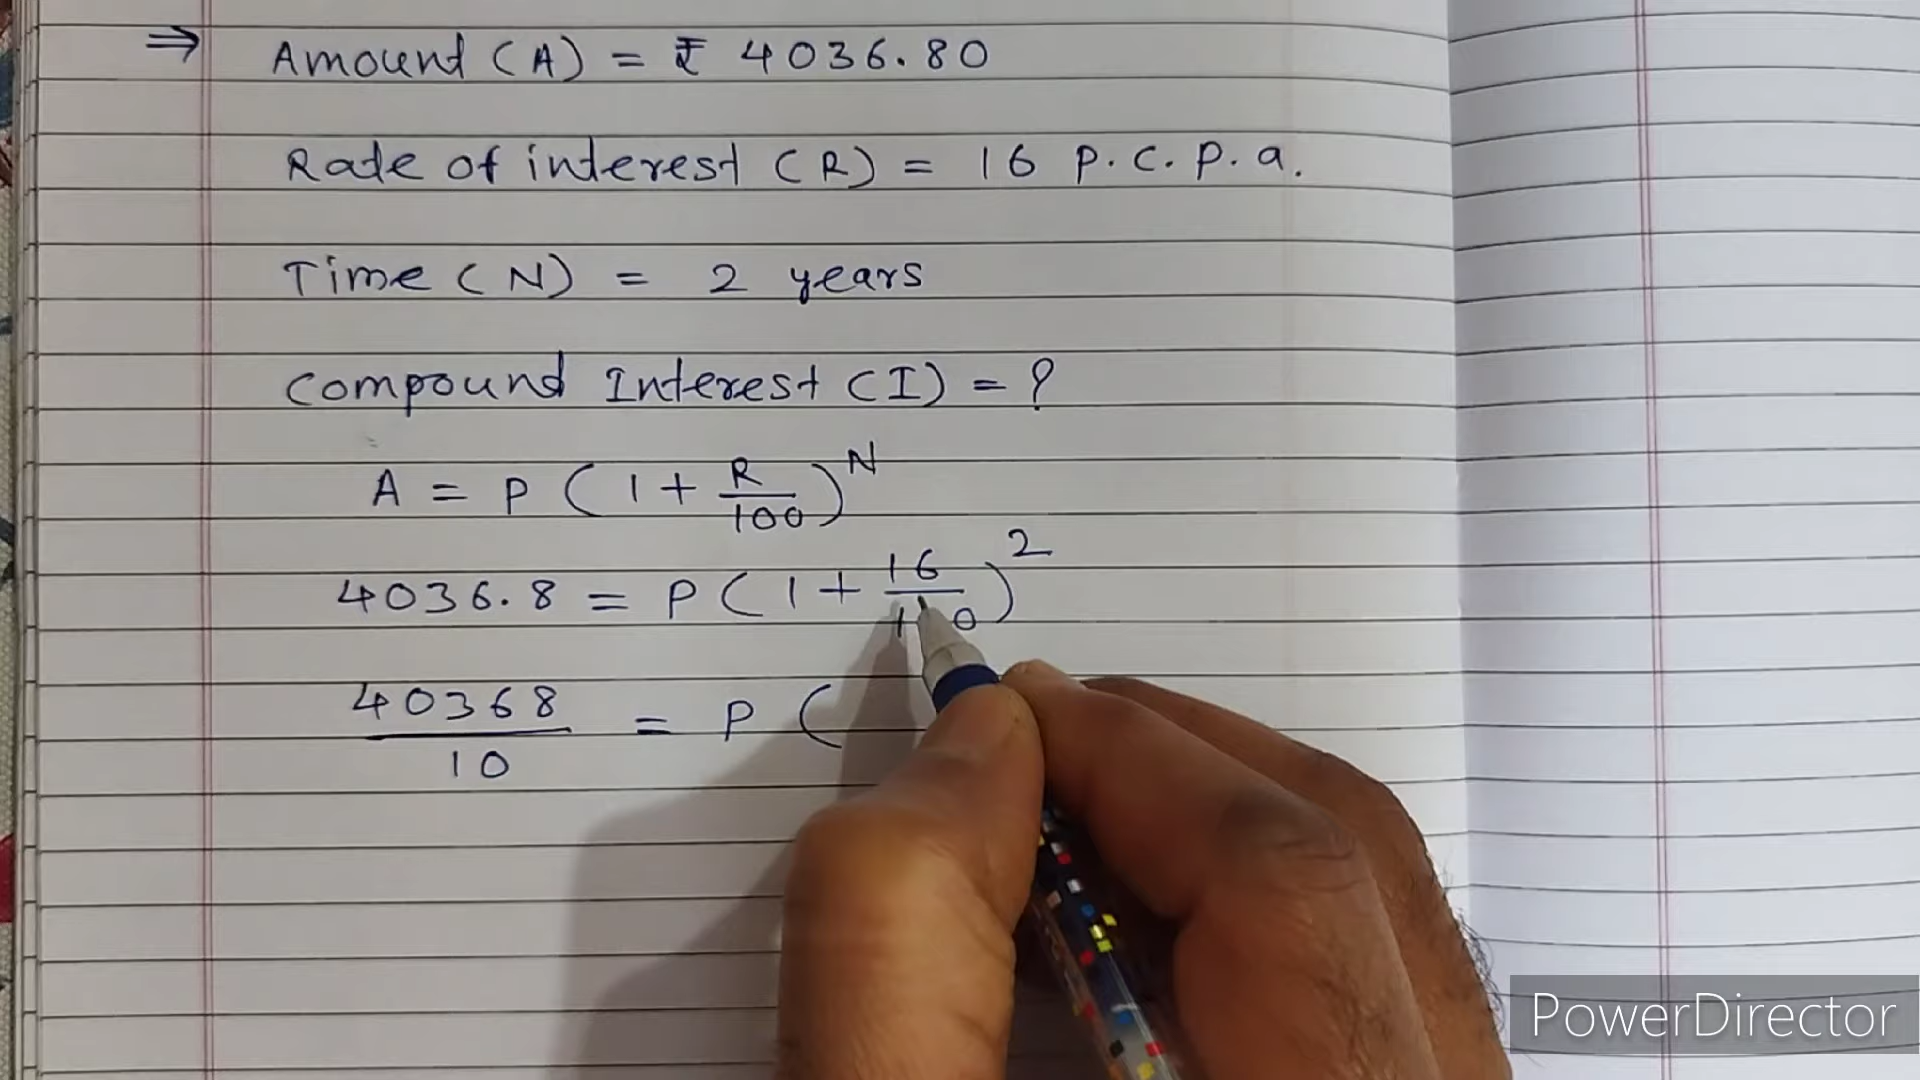 ⇒ Amount (A) = ₹ 4036.80
Rate of interest (R) = 16 p.c.p.a.
Time (N) = 2 years
Compound Interest (I) = ?
A = P (1 + R/100)^N
4036.8 = P (1 + 16/100)^2
40368/10 = P (
PowerDirector